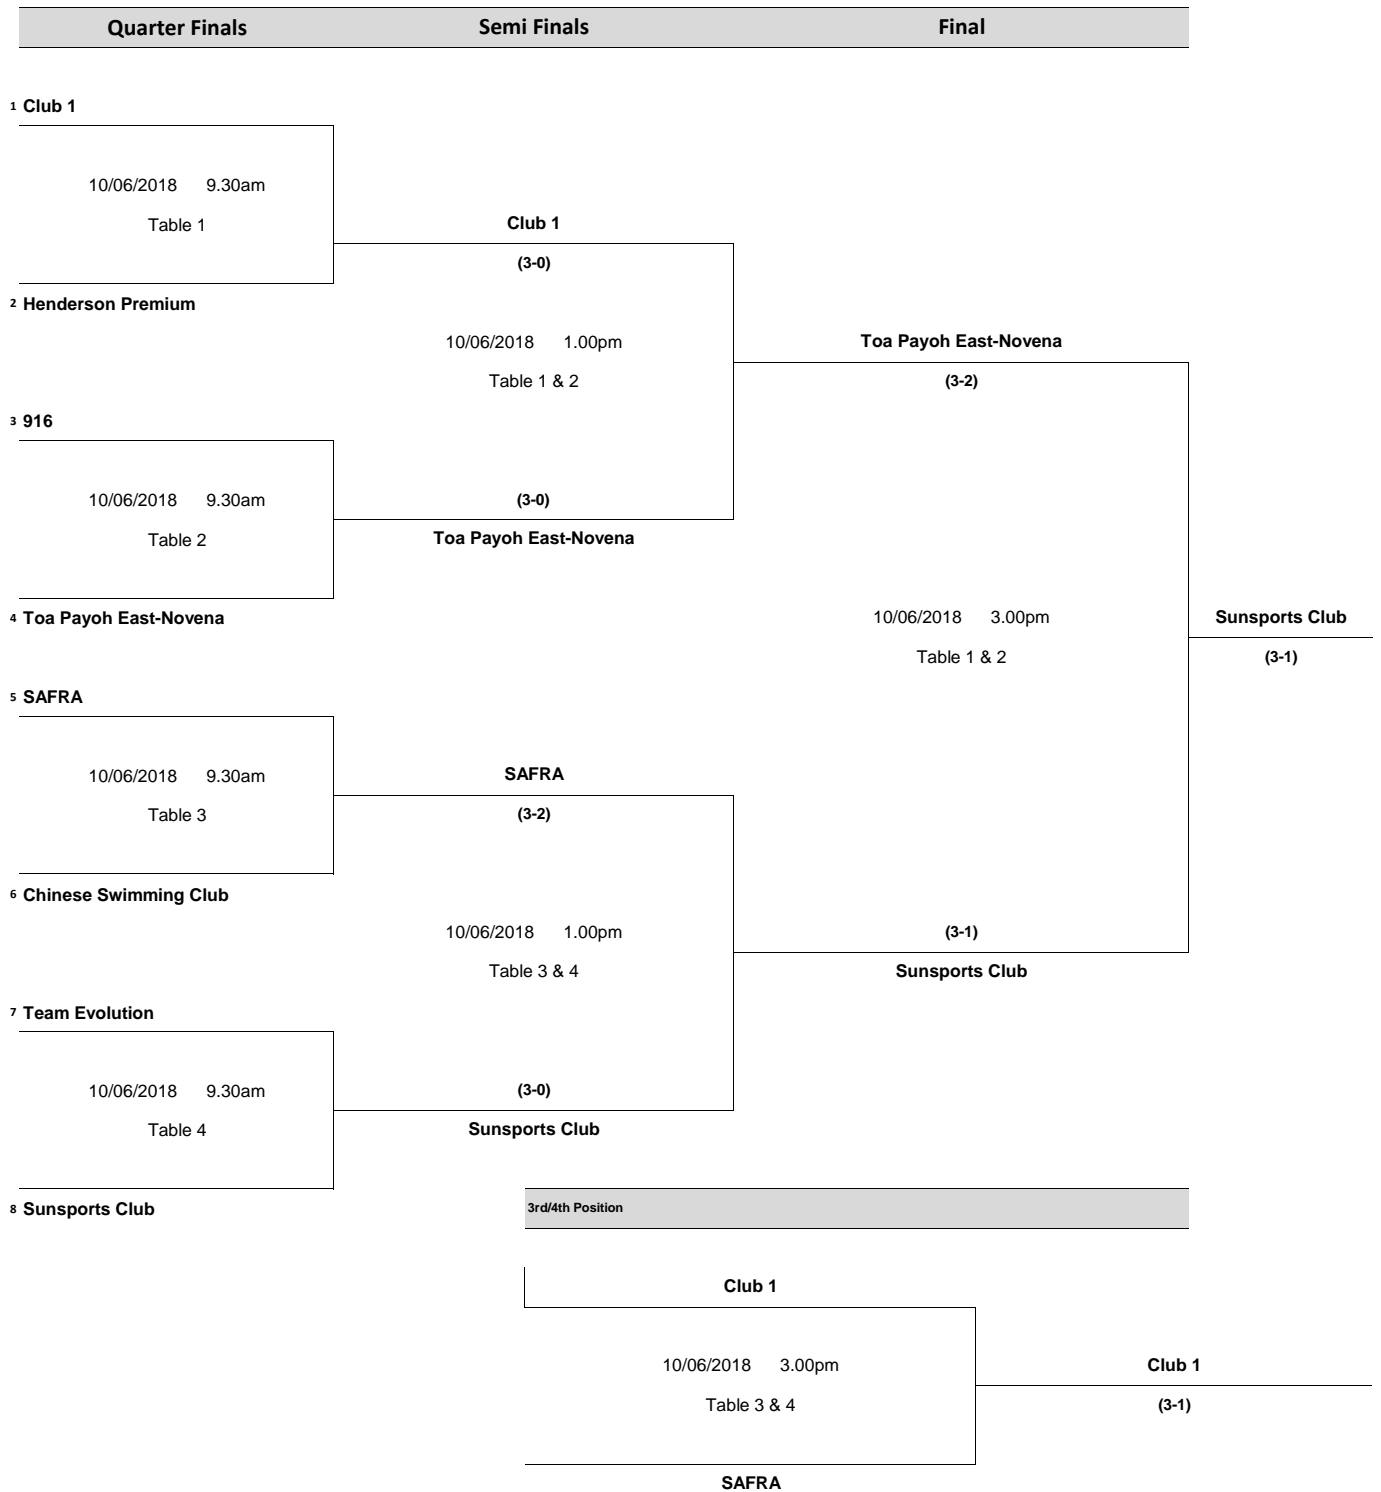 Quarter Finals Semi Finals Final
1 Club 1
10/06/2018 9.30am
Table 1
Club 1
(3-0)
2 Henderson Premium
10/06/2018 1.00pm
Table 1 & 2
Toa Payoh East-Novena
(3-2)
3 916
10/06/2018 9.30am
Table 2
(3-0)
Toa Payoh East-Novena
4 Toa Payoh East-Novena
10/06/2018 3.00pm
Table 1 & 2
Sunsports Club
(3-1)
5 SAFRA
10/06/2018 9.30am
Table 3
SAFRA
(3-2)
6 Chinese Swimming Club
10/06/2018 1.00pm
Table 3 & 4
(3-1)
Sunsports Club
7 Team Evolution
10/06/2018 9.30am
Table 4
(3-0)
Sunsports Club
8 Sunsports Club
3rd/4th Position
Club 1
10/06/2018 3.00pm
Table 3 & 4
Club 1
(3-1)
SAFRA